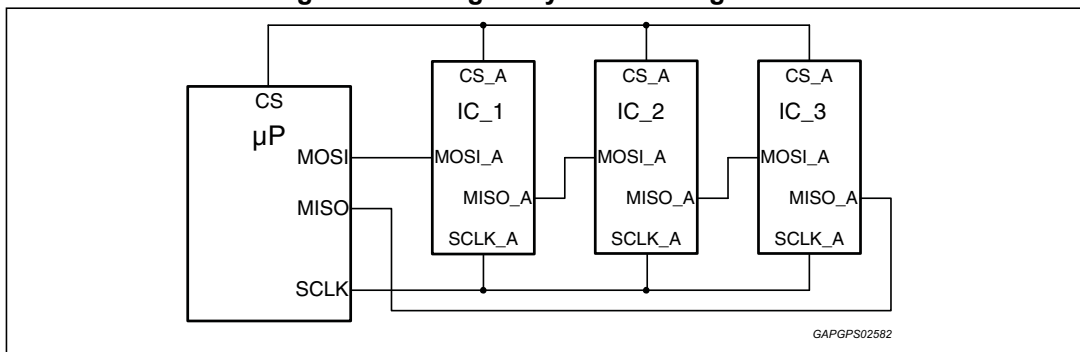 CS
µP
MOSI
MISO
SCLK
CS_A
IC_1
MOSI_A
MISO_A
SCLK_A
CS_A
IC_2
MOSI_A
MISO_A
SCLK_A
CS_A
IC_3
MOSI_A
MISO_A
SCLK_A
GAPGPS02582